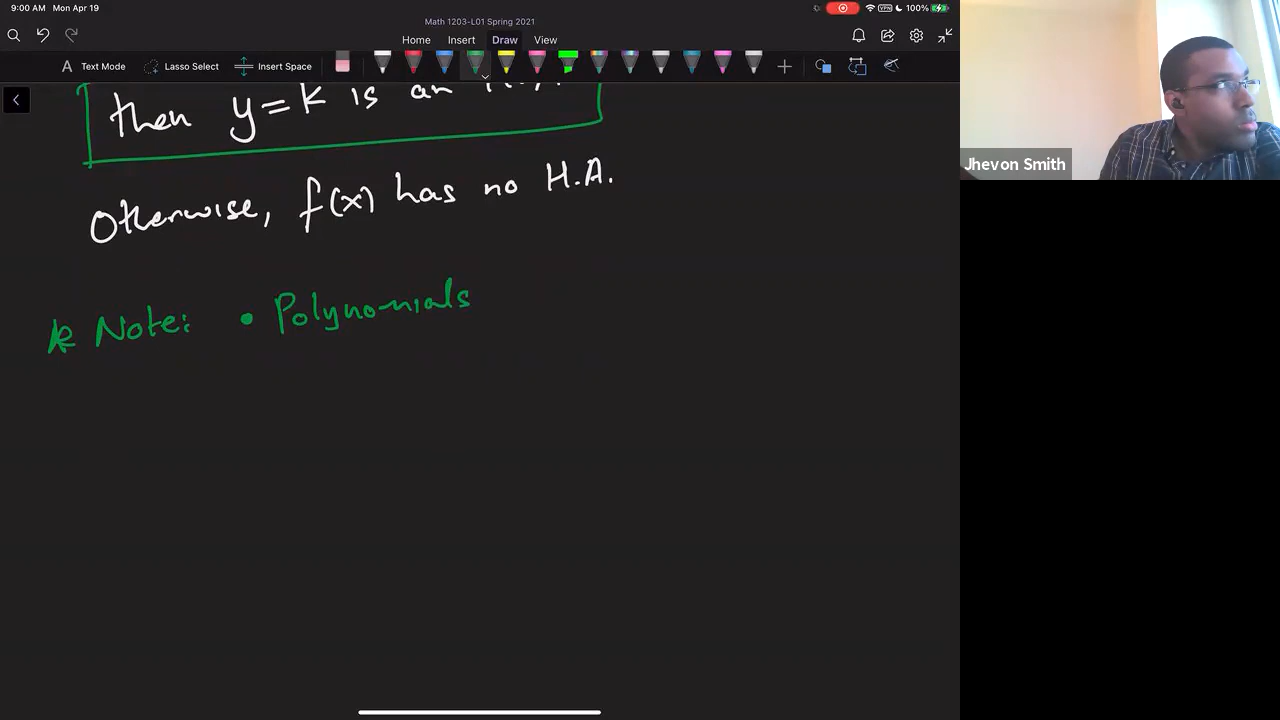 9:00 AM Mon Apr 19
100%
Math 1203-L01 Spring 2021
Home Insert Draw View
Text Mode Lasso Select Insert Space
then y=k is an
Otherwise, f(x) has no H.A.
Jhevon Smith
* Note: • Polynomials